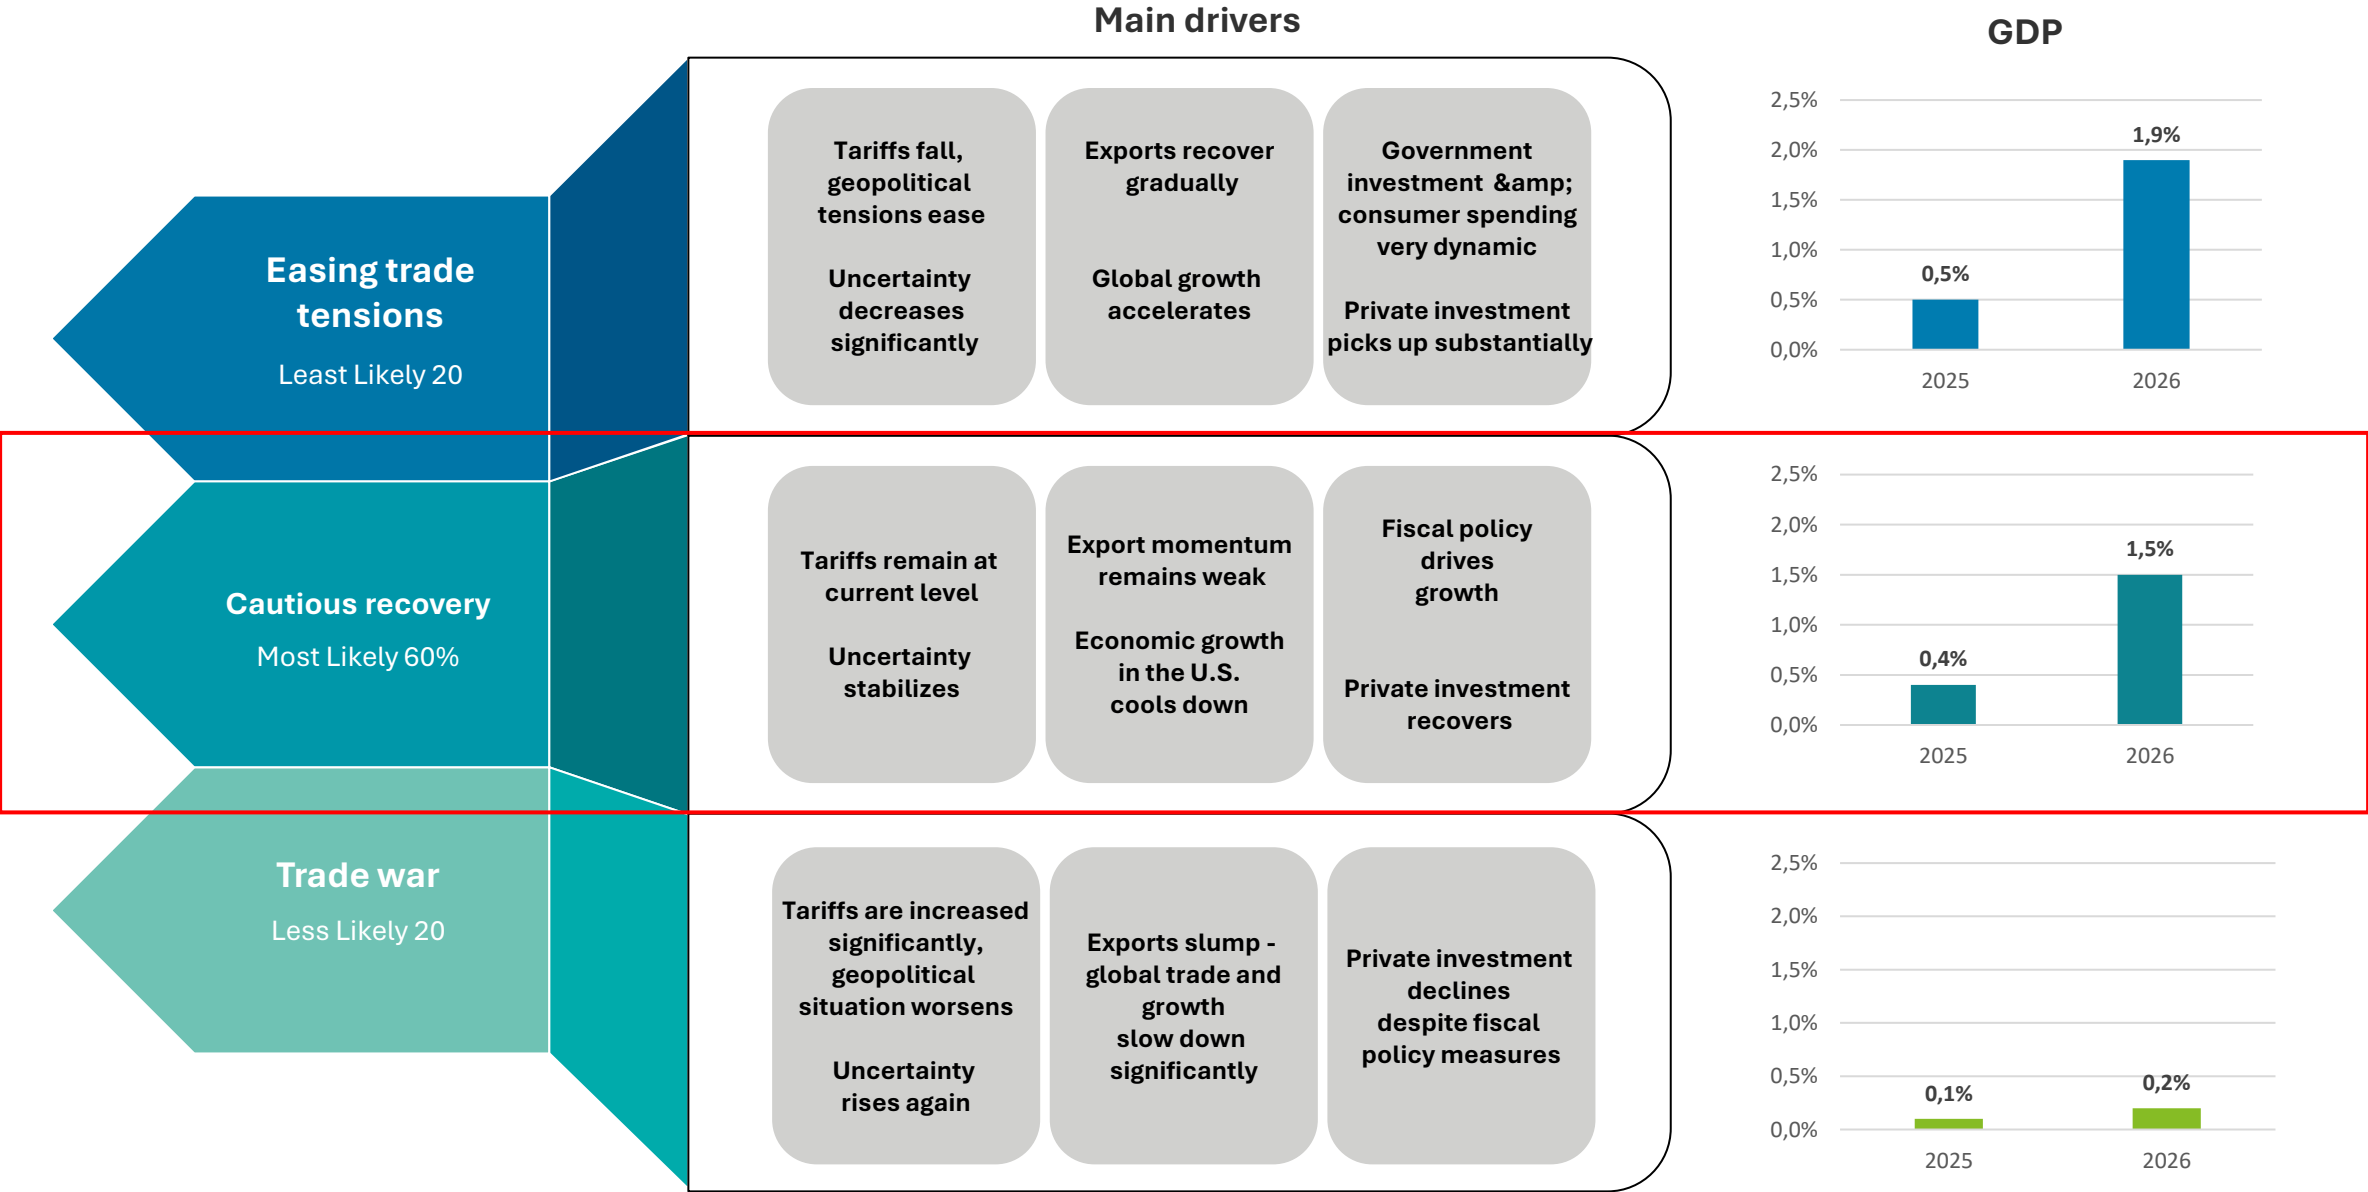 Main drivers
GDP
Easing trade
tensions
Least Likely 20
Tariffs fall,
geopolitical
tensions ease
Uncertainty
decreases
significantly
Exports recover
gradually
Global growth
accelerates
Government
investment &amp;
consumer spending
very dynamic
Private investment
picks up substantially
2,5%
2,0%
1,5%
1,0%
0,5%
0,0%
0,5%
1,9%
2025
2026
Cautious recovery
Most Likely 60%
Tariffs remain at
current level
Uncertainty
stabilizes
Export momentum
remains weak
Economic growth
in the U.S.
cools down
Fiscal policy
drives
growth
Private investment
recovers
2,5%
2,0%
1,5%
1,0%
0,5%
0,0%
0,4%
1,5%
2025
2026
Trade war
Less Likely 20
Tariffs are increased
significantly,
geopolitical
situation worsens
Uncertainty
rises again
Exports slump -
global trade and
growth
slow down
significantly
Private investment
declines
despite fiscal
policy measures
2,5%
2,0%
1,5%
1,0%
0,5%
0,0%
0,1%
0,2%
2025
2026